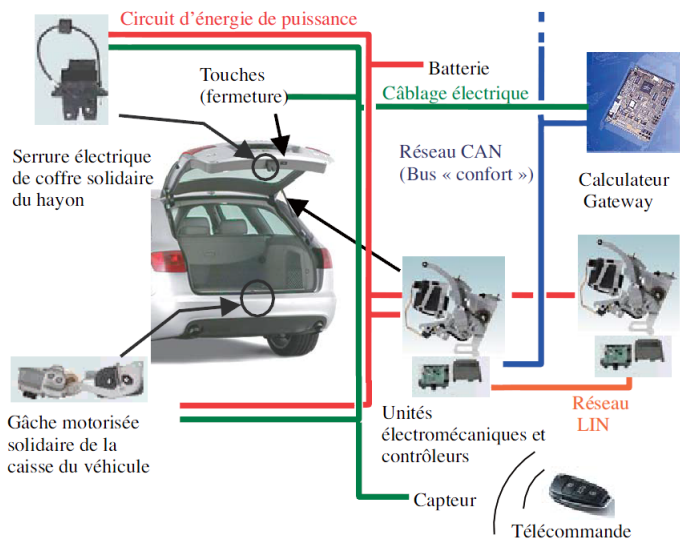 Circuit d’énergie de puissance
Batterie
Touches
(fermeture)
Câblage électrique
Serrure électrique
de coffre solidaire
du hayon
Réseau CAN
(Bus « confort »)
Calculateur
Gateway
Gâche motorisée
solidaire de la
caisse du véhicule
Unités
électromécaniques et
contrôleurs
Réseau
LIN
Capteur
Télécommande